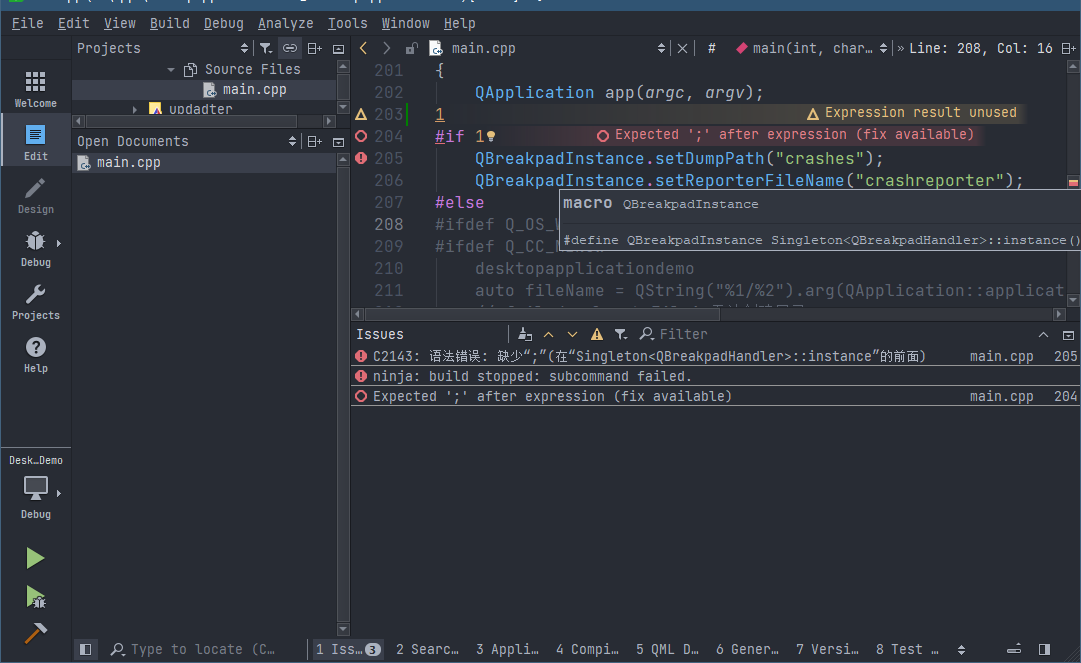 File Edit View Build Debug Analyze Tools Window Help
Projects
main.cpp
# main(int, char… » Line: 208, Col: 16
Source Files
main.cpp
updadter
Open Documents
main.cpp
Welcome
Edit
Design
Debug
Projects
Help
Desk…Demo
Debug
201 {
202 QApplication app(argc, argv);
203 1 Expression result unused
204 #if 1 Expected ';' after expression (fix available)
205 QBreakpadInstance.setDumpPath("crashes");
206 QBreakpadInstance.setReporterFileName("crashreporter");
207 #else
208 #ifdef Q_OS_W
209 #ifdef Q_CC_
210 desktopapplicationdemo
211 auto fileName = QString("%1/%2").arg(QApplication::applicat
macro QBreakpadInstance
#define QBreakpadInstance Singleton<QBreakpadHandler>::instance()
Issues Filter
C2143: 语法错误: 缺少“;”(在“Singleton<QBreakpadHandler>::instance”的前面) main.cpp 205
ninja: build stopped: subcommand failed.
Expected ';' after expression (fix available) main.cpp 204
Type to locate (C…
1 Iss… 3 2 Searc… 3 Appli… 4 Compi… 5 QML D… 6 Gener… 7 Versi… 8 Test …